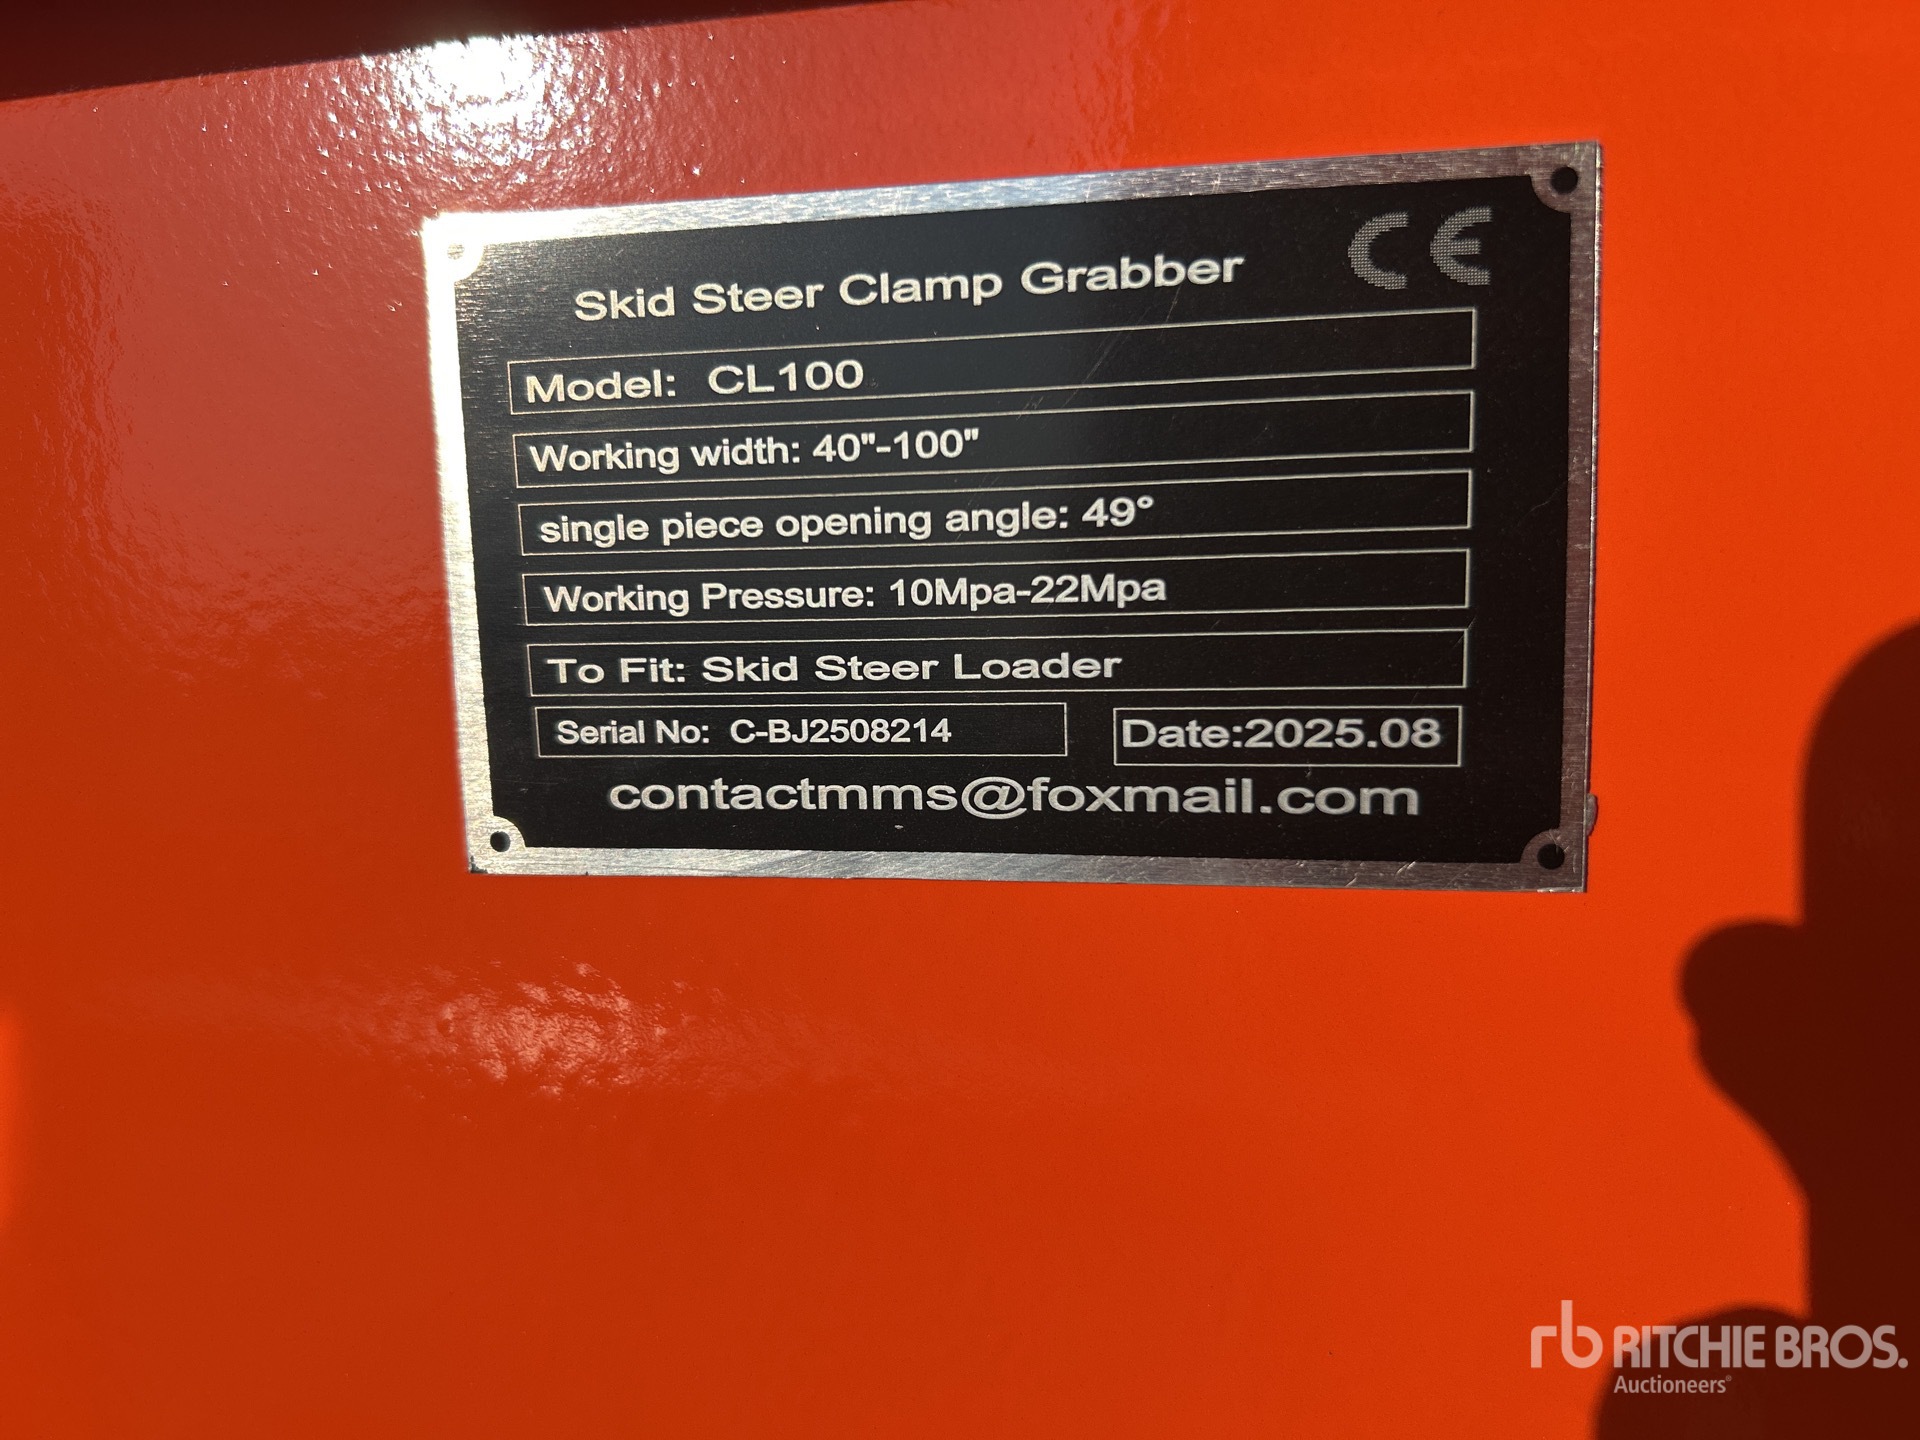 CE
Skid Steer Clamp Grabber
Model: CL100
Working width: 40"-100"
single piece opening angle: 49°
Working Pressure: 10Mpa-22Mpa
To Fit: Skid Steer Loader
Serial No: C-BJ2508214
Date:2025.08
contactmms@foxmail.com
rb RITCHIE BROS.
Auctioneers®